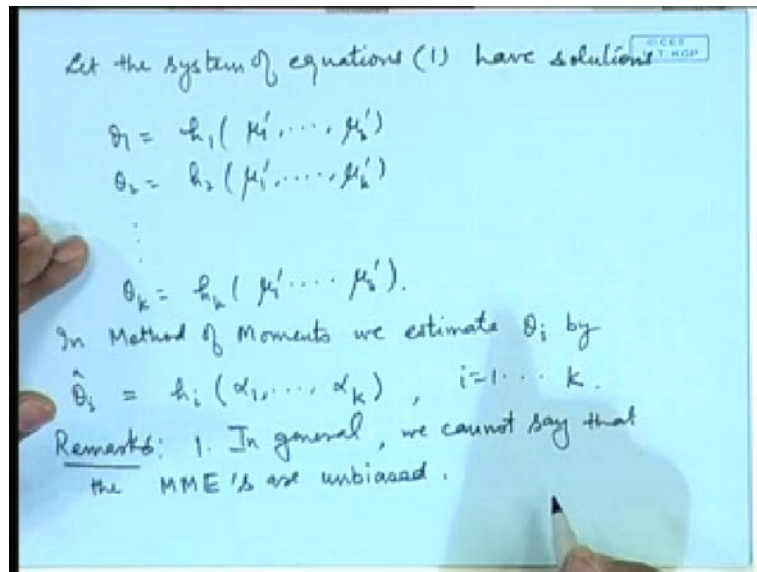 Let the system of equations (1) have solutions
© CET
I.I.T. KGP
θ₁ = h₁ ( μ₁', ..., μₖ')
θ₂ = h₂ ( μ₁', ....., μₖ')
⋮
θₖ = hₖ ( μ₁' .... μₖ').
In Method of Moments we estimate θᵢ by
θ̂ᵢ = hᵢ (α₁, ..., αₖ) , i=1 ... k.
Remarks: 1. In general, we cannot say that
the MME's are unbiased.